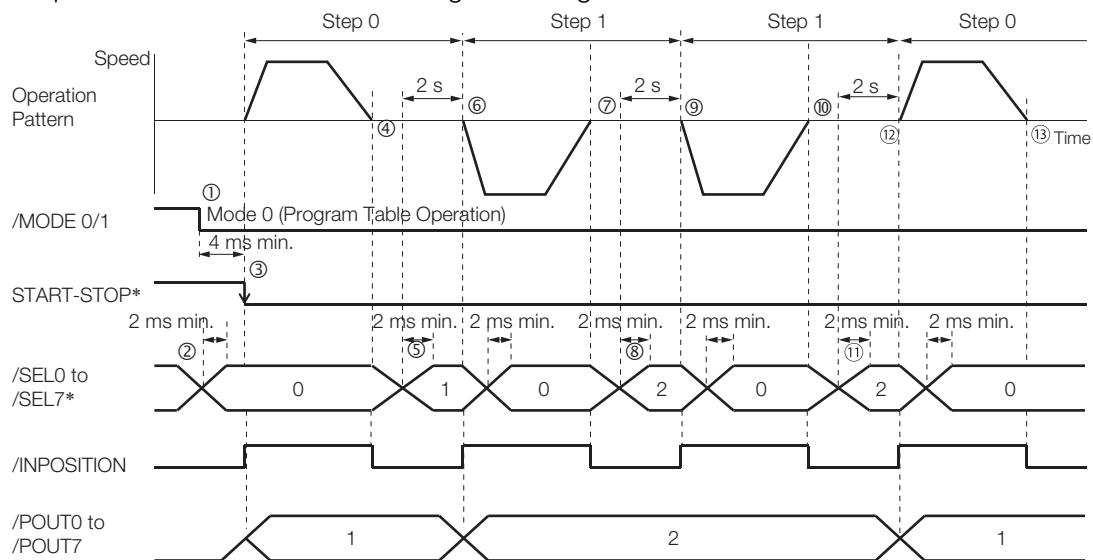 Step 0 Step 1 Step 1 Step 0
Speed
Operation
Pattern
2 s 2 s 2 s
④ ⑥ ⑦ ⑨ ⑩ ⑫ ⑬ Time
①
/MODE 0/1
Mode 0 (Program Table Operation)
4 ms min.
③
START-STOP*
2 ms min. 2 ms min. 2 ms min. 2 ms min. 2 ms min. 2 ms min.
② ⑤ ⑧ ⑪
/SEL0 to
/SEL7*
0 1 0 2 0 2 0
/INPOSITION
/POUT0 to
/POUT7
1 2 1